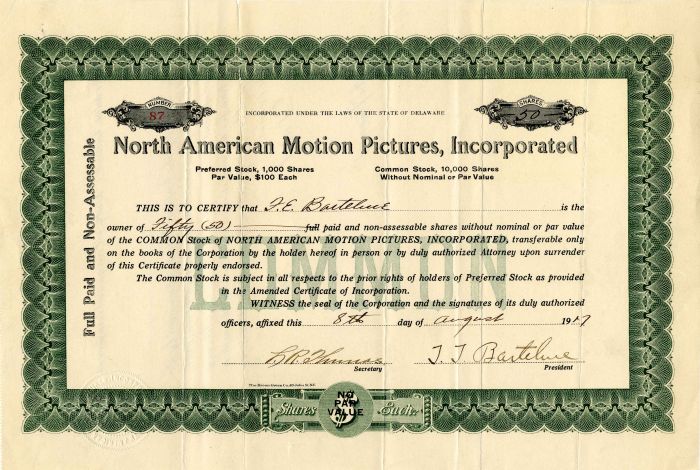 NUMBER
87
SHARES
50
INCORPORATED UNDER THE LAWS OF THE STATE OF DELAWARE
North American Motion Pictures, Incorporated
Preferred Stock, 1,000 Shares
Par Value, $100 Each
Common Stock, 10,000 Shares
Without Nominal or Par Value
Full Paid and Non-Assessable
THIS IS TO CERTIFY that F. E. Barteluce is the
owner of Fifty (50) full paid and non-assessable shares without nominal or par value
of the COMMON Stock of NORTH AMERICAN MOTION PICTURES, INCORPORATED, transferable only
on the books of the Corporation by the holder hereof in person or by duly authorized Attorney upon surrender
of this Certificate properly endorsed.
The Common Stock is subject in all respects to the prior rights of holders of Preferred Stock as provided
in the Amended Certificate of Incorporation.
WITNESS the seal of the Corporation and the signatures of its duly authorized
officers, affixed this 8th day of august 19
Secretary
Barteluce
President
Shares
NO
PAR
VALUE
Each.